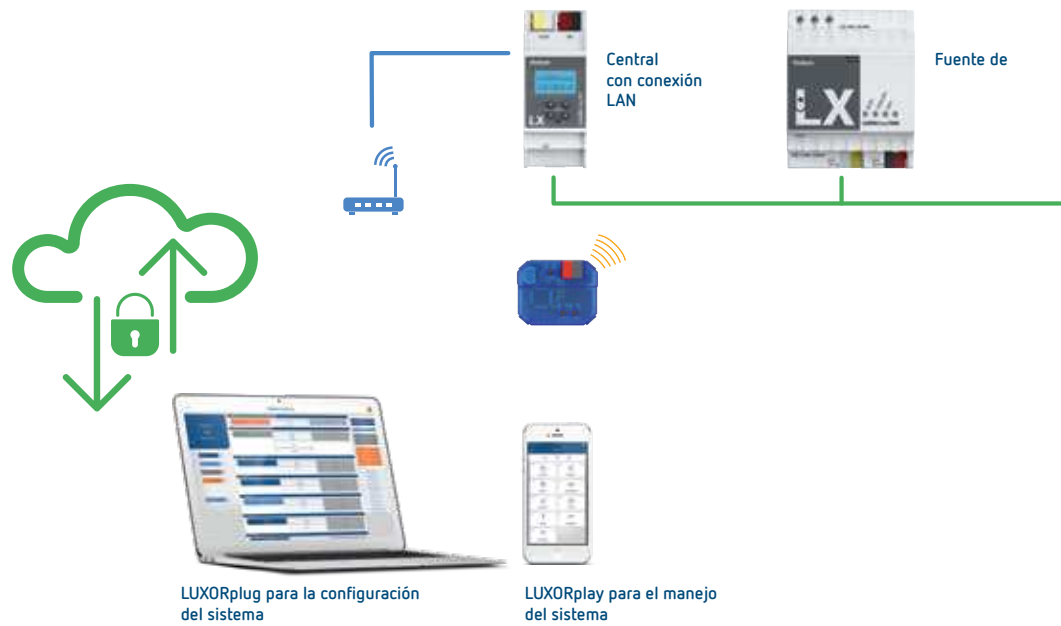 Central
con conexión
LAN
Fuente de
LX
LX
LUXORplug para la configuración
del sistema
LUXORplay para el manejo
del sistema